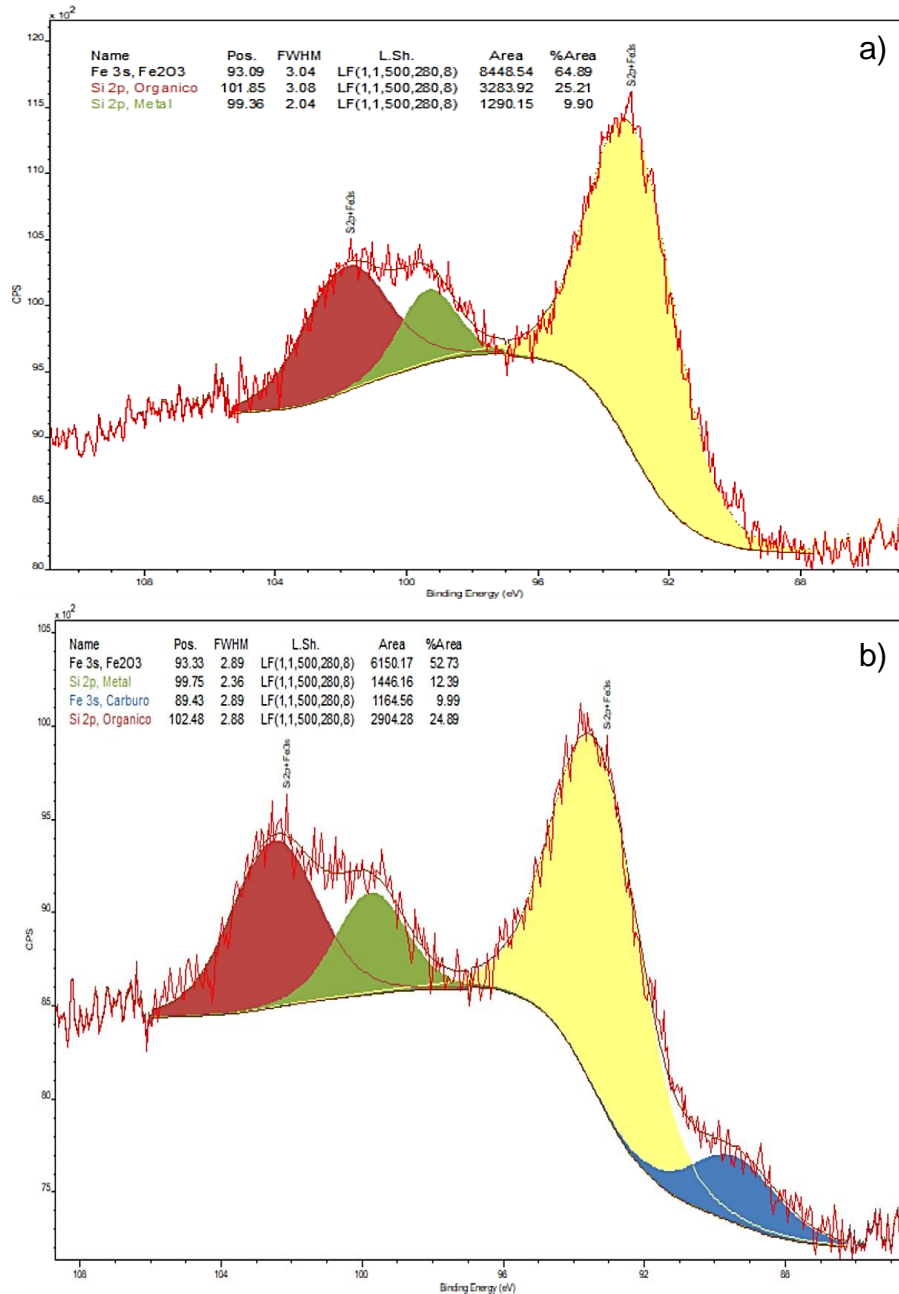 x 10²
a)
Name Pos. FWHM L.Sh. Area %Area
Fe 3s, Fe2O3 93.09 3.04 LF(1,1,500,280,8) 8448.54 64.89
Si 2p, Organico 101.85 3.08 LF(1,1,500,280,8) 3283.92 25.21
Si 2p, Metal 99.36 2.04 LF(1,1,500,280,8) 1290.15 9.90
Si 2p+Fe3s
Si 2p+Fe3s
120
115
110
105
100
95
90
85
80
CPS
108 104 100 96 92 88
Binding Energy (eV)
x 10²
b)
Name Pos. FWHM L.Sh. Area %Area
Fe 3s, Fe2O3 93.33 2.89 LF(1,1,500,280,8) 6150.17 52.73
Si 2p, Metal 99.75 2.36 LF(1,1,500,280,8) 1446.16 12.39
Fe 3s, Carburo 89.43 2.89 LF(1,1,500,280,8) 1164.56 9.99
Si 2p, Organico 102.48 2.88 LF(1,1,500,280,8) 2904.28 24.89
Si 2p+Fe3s
Si 2p+Fe3s
105
100
95
90
85
80
75
CPS
108 104 100 96 92 88
Binding Energy (eV)